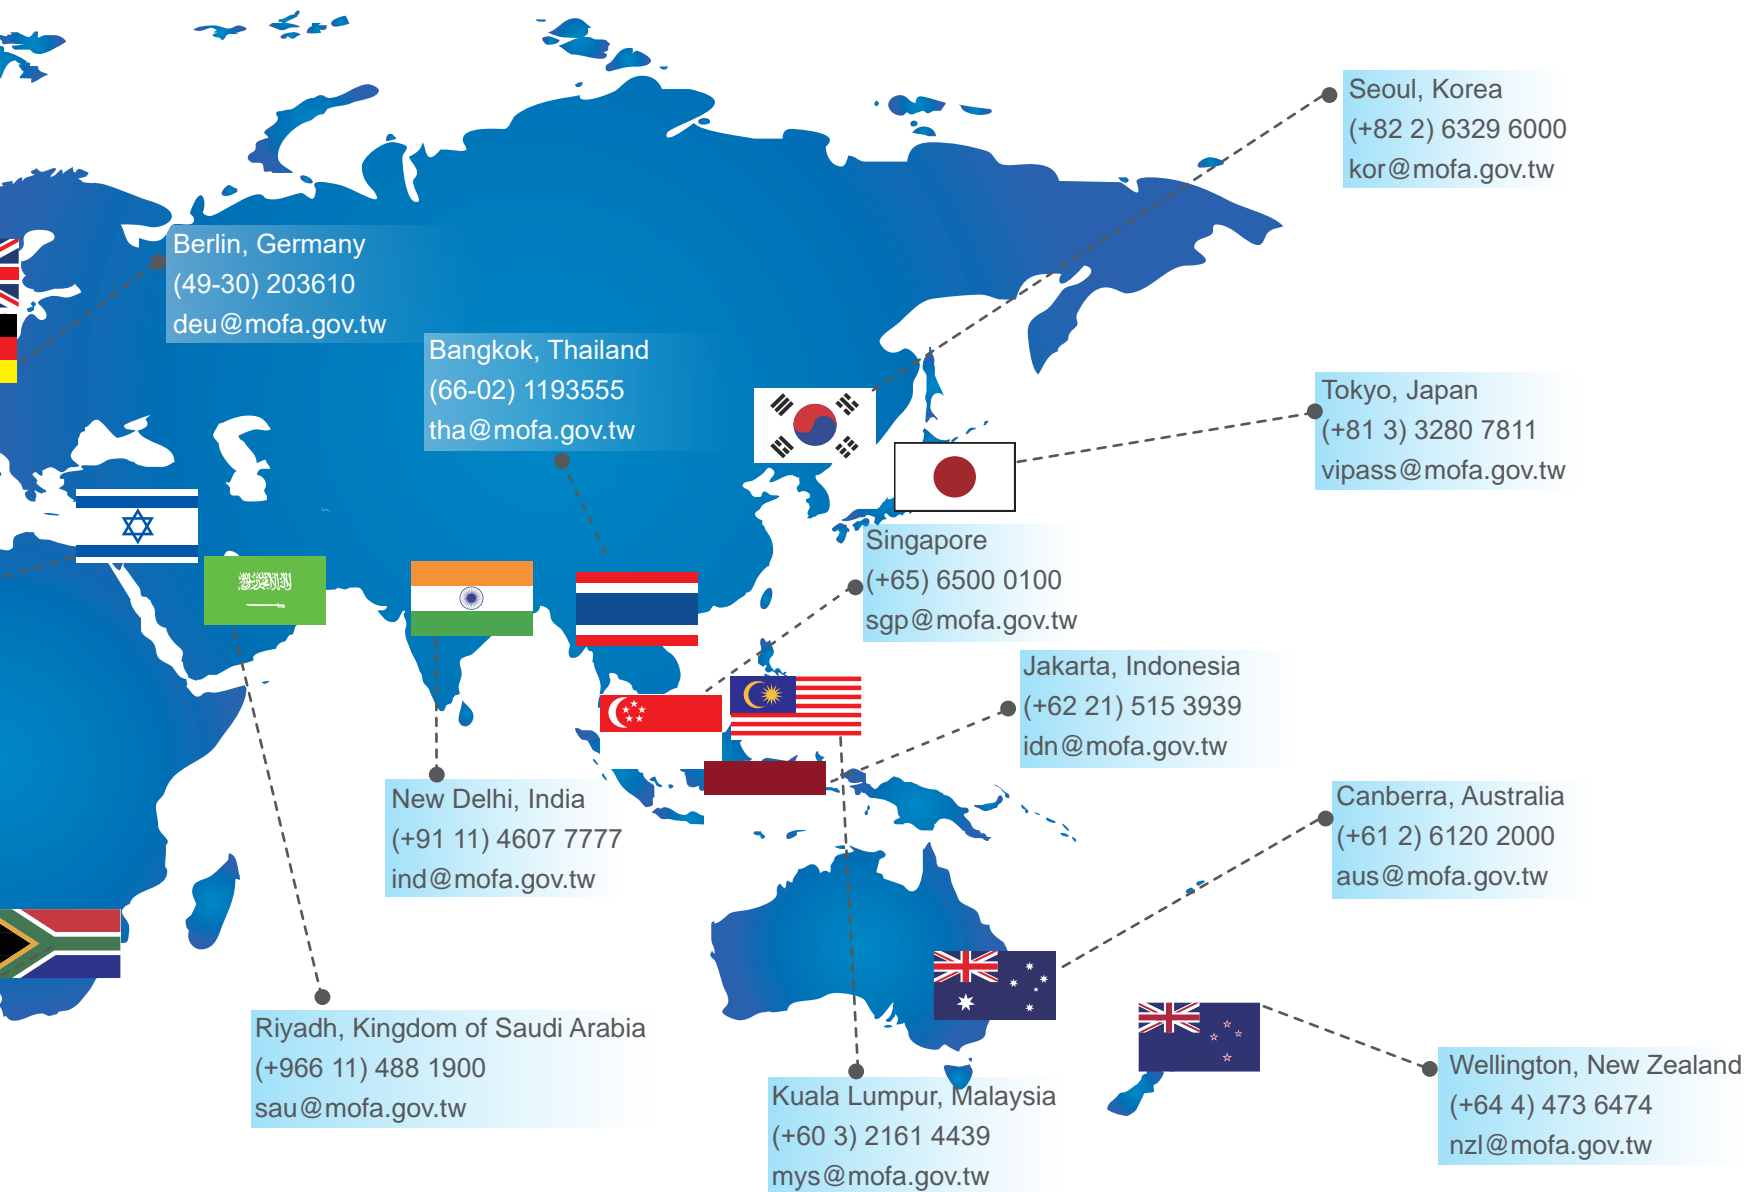 Seoul, Korea
(+82 2) 6329 6000
kor@mofa.gov.tw
Berlin, Germany
(49-30) 203610
deu@mofa.gov.tw
Bangkok, Thailand
(66-02) 1193555
tha@mofa.gov.tw
Tokyo, Japan
(+81 3) 3280 7811
vipass@mofa.gov.tw
Singapore
(+65) 6500 0100
sgp@mofa.gov.tw
Jakarta, Indonesia
(+62 21) 515 3939
idn@mofa.gov.tw
New Delhi, India
(+91 11) 4607 7777
ind@mofa.gov.tw
Canberra, Australia
(+61 2) 6120 2000
aus@mofa.gov.tw
Riyadh, Kingdom of Saudi Arabia
(+966 11) 488 1900
sau@mofa.gov.tw
Kuala Lumpur, Malaysia
(+60 3) 2161 4439
mys@mofa.gov.tw
Wellington, New Zealand
(+64 4) 473 6474
nzl@mofa.gov.tw